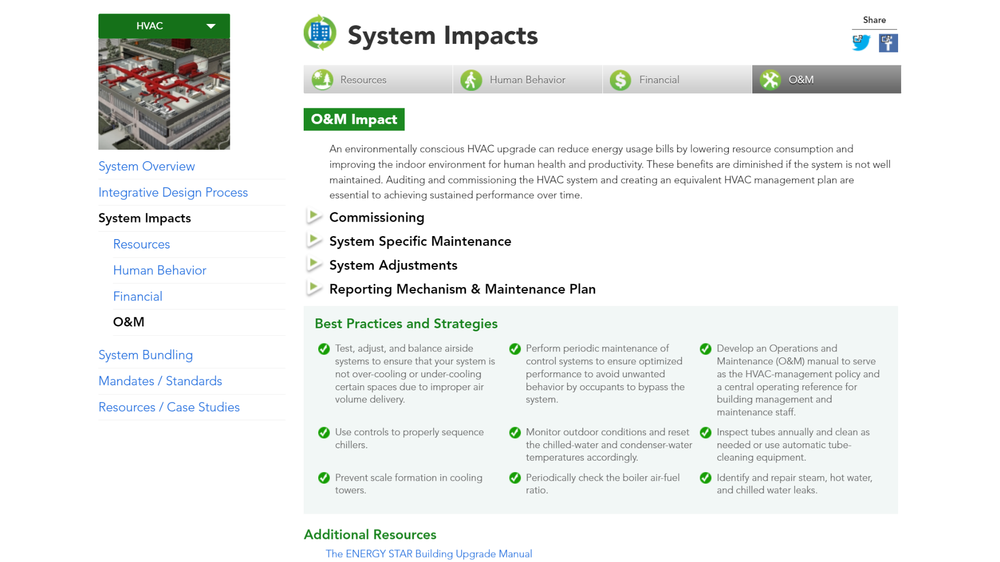 HVAC
System Overview
Integrative Design Process
System Impacts
Resources
Human Behavior
Financial
O&M
System Bundling
Mandates / Standards
Resources / Case Studies
System Impacts
Share
Resources
Human Behavior
Financial
O&M
O&M Impact
An environmentally conscious HVAC upgrade can reduce energy usage bills by lowering resource consumption and
improving the indoor environment for human health and productivity. These benefits are diminished if the system is not well
maintained. Auditing and commissioning the HVAC system and creating an equivalent HVAC management plan are
essential to achieving sustained performance over time.
Commissioning
System Specific Maintenance
System Adjustments
Reporting Mechanism & Maintenance Plan
Best Practices and Strategies
Test, adjust, and balance airside
systems to ensure that your system is
not over-cooling or under-cooling
certain spaces due to improper air
volume delivery.
Perform periodic maintenance of
control systems to ensure optimized
performance to avoid unwanted
behavior by occupants to bypass the
system.
Develop an Operations and
Maintenance (O&M) manual to serve
as the HVAC-management policy and
a central operating reference for
building management and
maintenance staff.
Use controls to properly sequence
chillers.
Monitor outdoor conditions and reset
the chilled-water and condenser-water
temperatures accordingly.
Inspect tubes annually and clean as
needed or use automatic tube-
cleaning equipment.
Prevent scale formation in cooling
towers.
Periodically check the boiler air-fuel
ratio.
Identify and repair steam, hot water,
and chilled water leaks.
Additional Resources
The ENERGY STAR Building Upgrade Manual